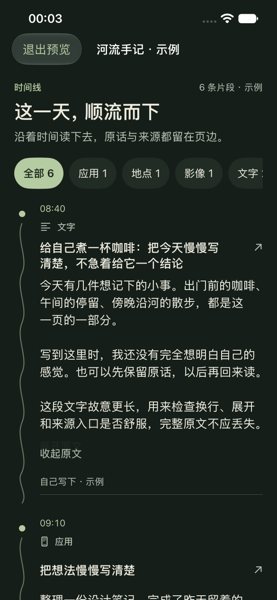 00:03
退出预览
河流手记 · 示例
时间线
6 条片段 · 示例
这一天, 顺流而下
沿着时间读下去，原话与来源都留在页边。
全部 6
应用 1
地点 1
影像 1
文字
08:40
文字
给自己煮一杯咖啡：把今天慢慢写
清楚，不急着给它一个结论
今天有几件想记下的小事。出门前的咖啡、
午间的停留、傍晚沿河的散步，都是这
一页的一部分。
写到这里时，我还没有完全想明白自己的
感觉。也可以先保留原话，以后再回来读。
这段文字故意更长，用来检查换行、展开
和来源入口是否舒服，完整原文不应丢失。
收起原文
自己写下 · 示例
09:10
应用
把想法慢慢写清楚